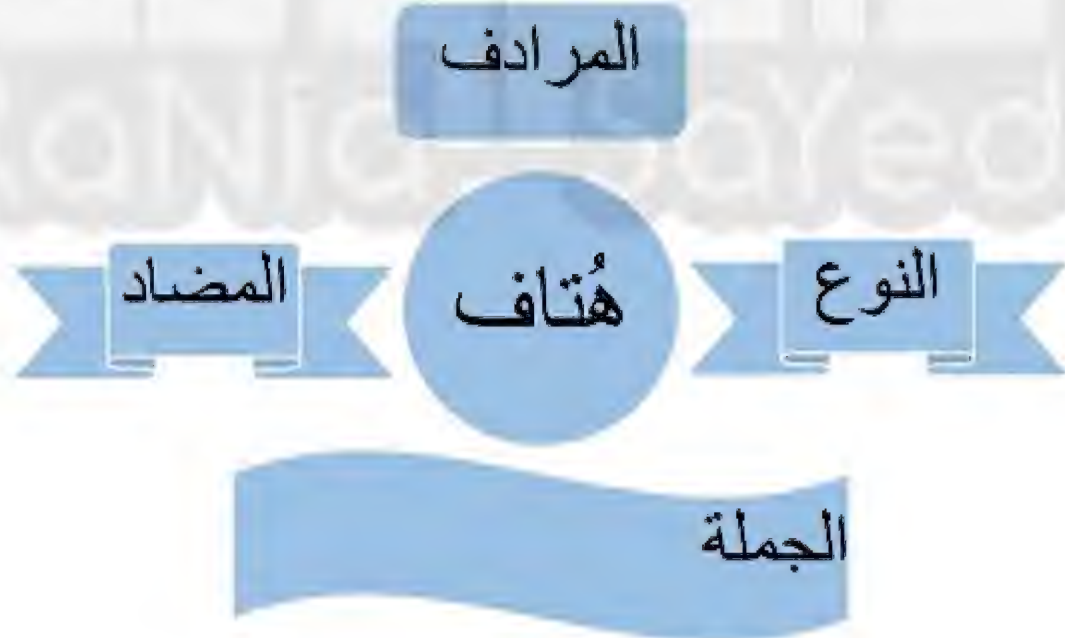 المرادف
النوع
هُتاف
المضاد
الجملة